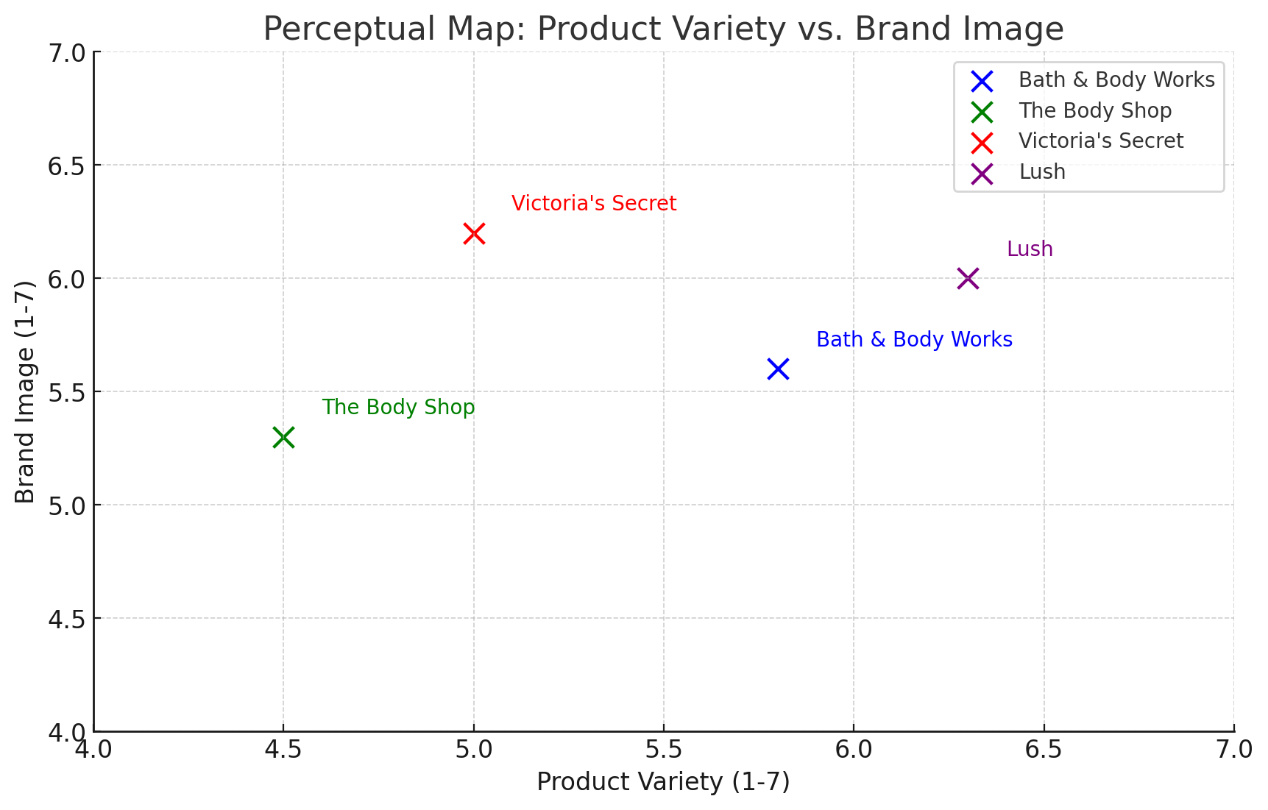 Perceptual Map: Product Variety vs. Brand Image
7.0
6.5
6.0
5.5
5.0
4.5
4.0
Brand Image (1-7)
Bath & Body Works
The Body Shop
Victoria's Secret
Lush
Victoria's Secret
Lush
Bath & Body Works
The Body Shop
4.0 4.5 5.0 5.5 6.0 6.5 7.0
Product Variety (1-7)